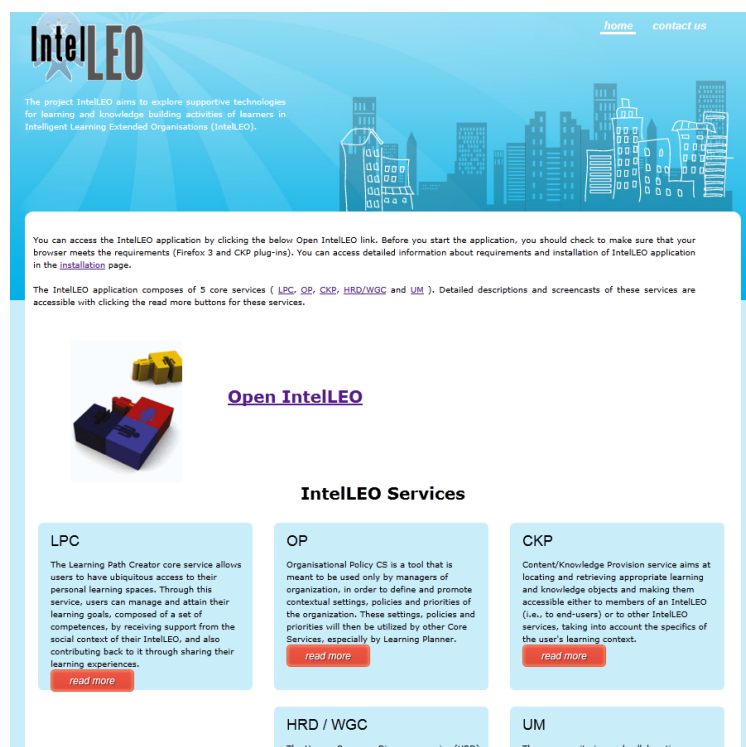 IntelLEO
home contact us
The project IntelLEO aims to explore supportive technologies
for learning and knowledge building activities of learners in
Intelligent Learning Extended Organisations (IntelLEO).
You can access the IntelLEO application by clicking the below Open IntelLEO link. Before you start the application, you should check to make sure that your
browser meets the requirements (Firefox 3 and CKP plug-ins). You can access detailed information about requirements and installation of IntelLEO application
in the installation page.
The IntelLEO application composes of 5 core services ( LPC, OP, CKP, HRD/WGC and UM ). Detailed descriptions and screencasts of these services are
accessible with clicking the read more buttons for these services.
Open IntelLEO
IntelLEO Services
LPC
The Learning Path Creator core service allows
users to have ubiquitous access to their
personal learning spaces. Through this
service, users can manage and attain their
learning goals, composed of a set of
competences, by receiving support from the
social context of their IntelLEO, and also
contributing back to it through sharing their
learning experiences.
read more
OP
Organisational Policy CS is a tool that is
meant to be used only by managers of
organization, in order to define and promote
contextual settings, policies and priorities of
the organization. These settings, policies and
priorities will then be utilized by other Core
Services, especially by Learning Planner.
read more
CKP
Content/Knowledge Provision service aims at
locating and retrieving appropriate learning
and knowledge objects and making them
accessible either to members of an IntelLEO
(i.e., to end-users) or to other IntelLEO
services, taking into account the specifics of
the user's learning context.
read more
HRD / WGC
UM